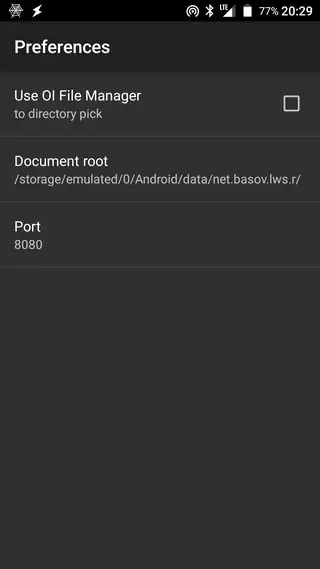 LTE 77% 20:29
Preferences
Use OI File Manager
to directory pick
Document root
/storage/emulated/0/Android/data/net.basov.lws.r/
Port
8080